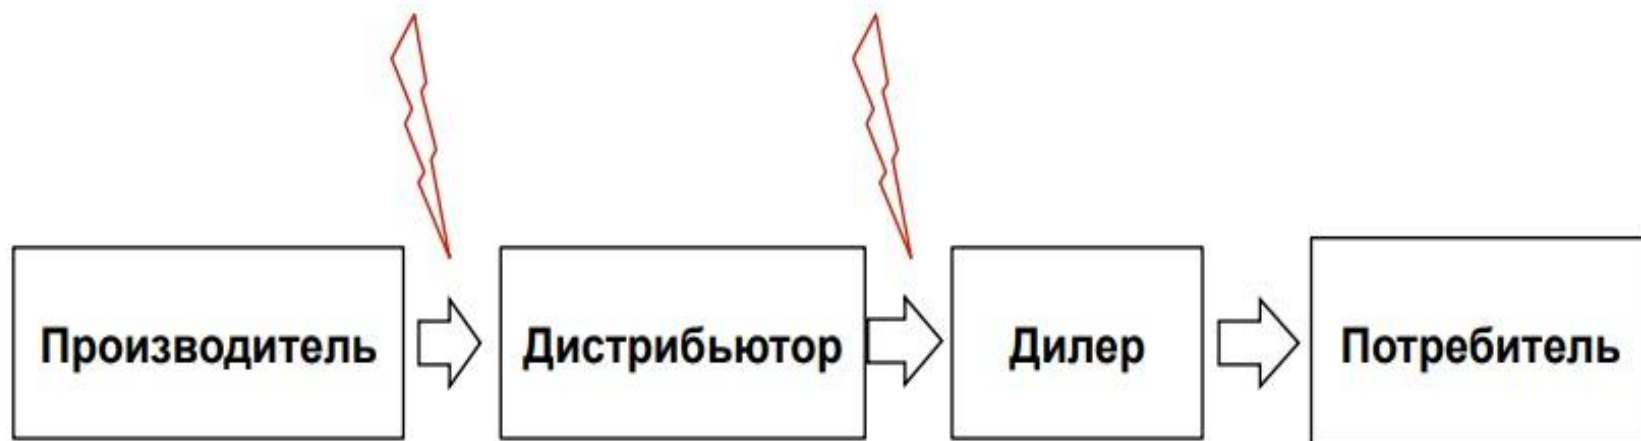 Производитель Дистрибьютор Дилер Потребитель